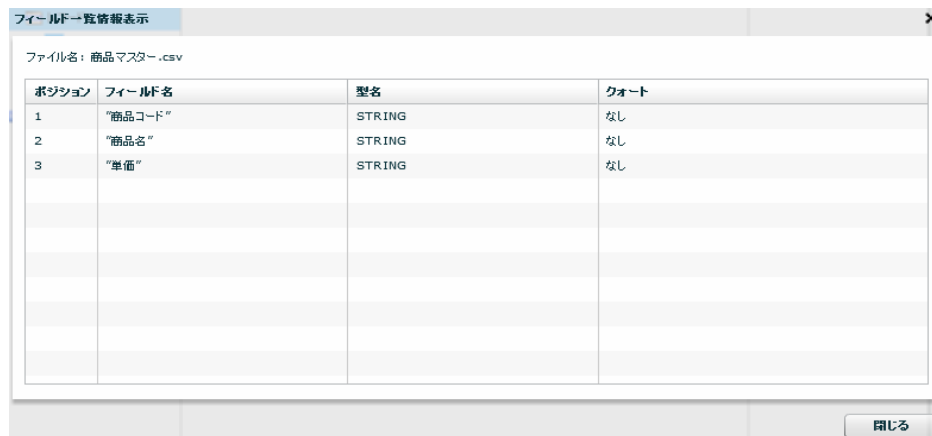 フィールド一覧情報表示
ファイル名: 商品マスター.csv
ポジション フィールド名 型名 クォート
1 "商品コード" STRING なし
2 "商品名" STRING なし
3 "単価" STRING なし
閉じる